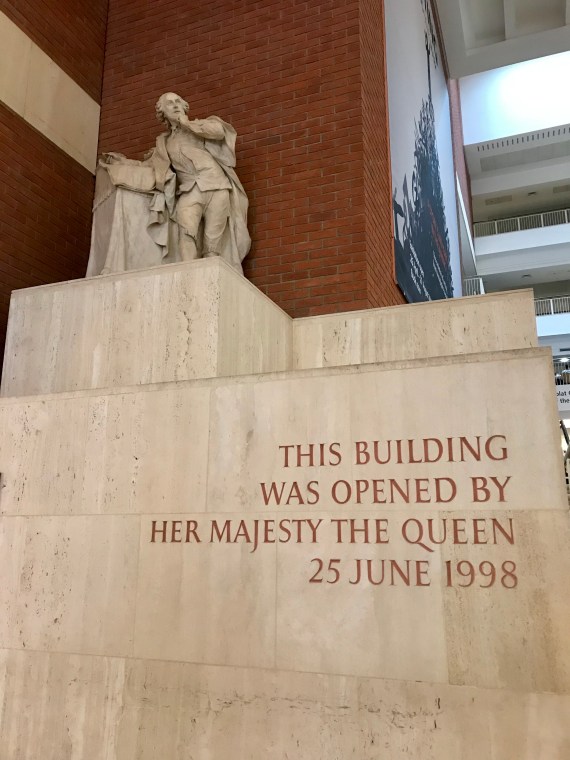 THIS BUILDING
WAS OPENED BY
HER MAJESTY THE QUEEN
25 JUNE 1998